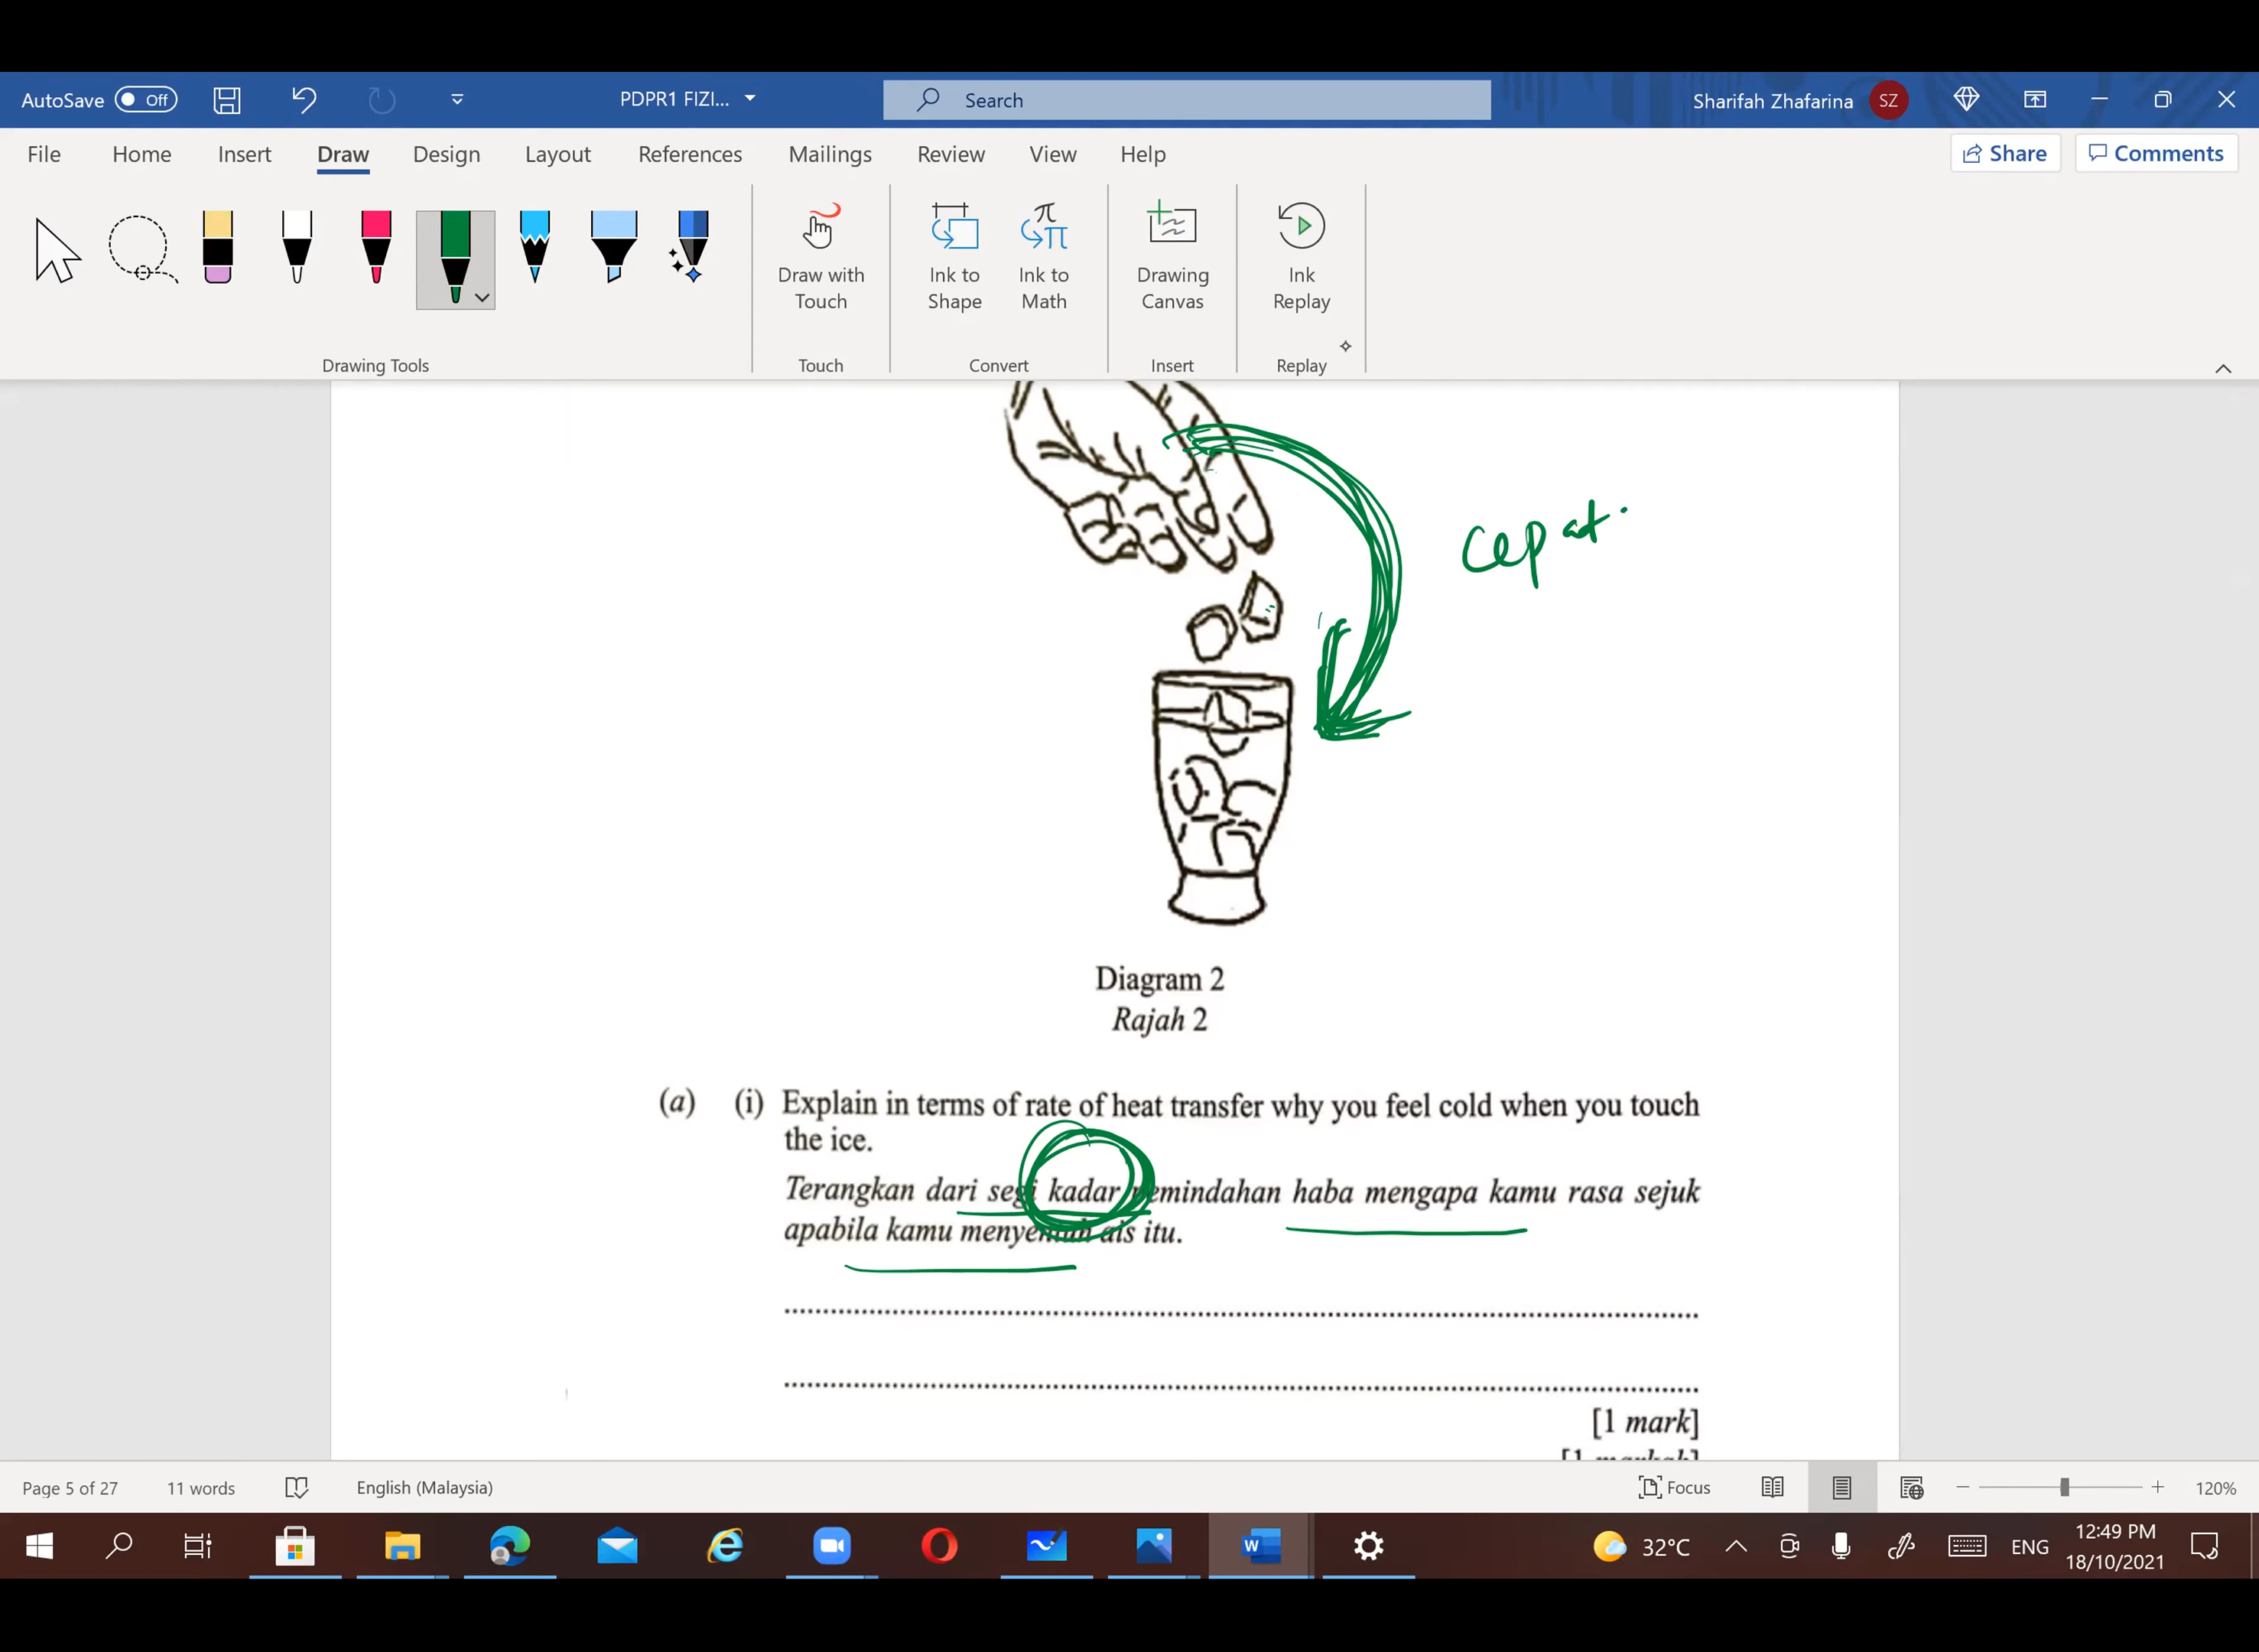 AutoSave Off PDPR1 FIZI... Search Sharifah Zhafarina SZ
File Home Insert Draw Design Layout References Mailings Review View Help Share Comments
Draw with Touch
Ink to Shape
Ink to Math
Drawing Canvas
Ink Replay
Drawing Tools Touch Convert Insert Replay
Cepat.
Diagram 2
Rajah 2
(a) (i) Explain in terms of rate of heat transfer why you feel cold when you touch
the ice.
Terangkan dari segi kadar pemindahan haba mengapa kamu rasa sejuk
apabila kamu menyentuh ais itu.
[1 mark]
[1 markah]
Page 5 of 27 11 words English (Malaysia) Focus 120%
32°C ENG 12:49 PM
18/10/2021